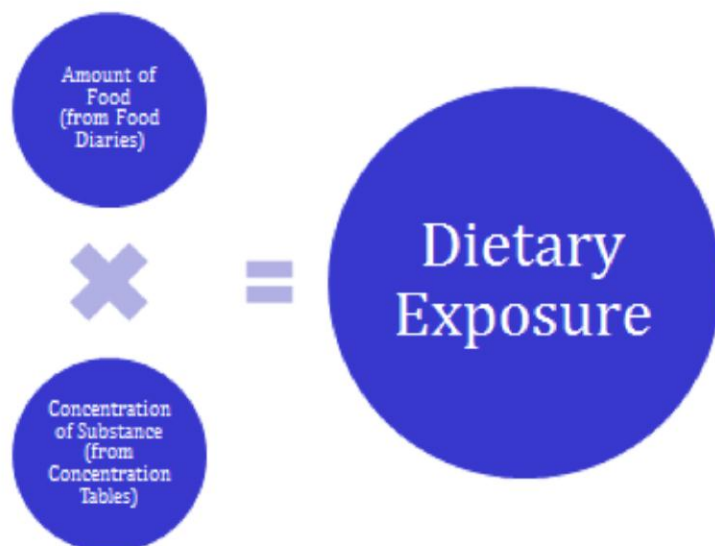 Amount of
Food
(from Food
Diaries)
Concentration
of Substance
(from
Concentration
Tables)
Dietary
Exposure